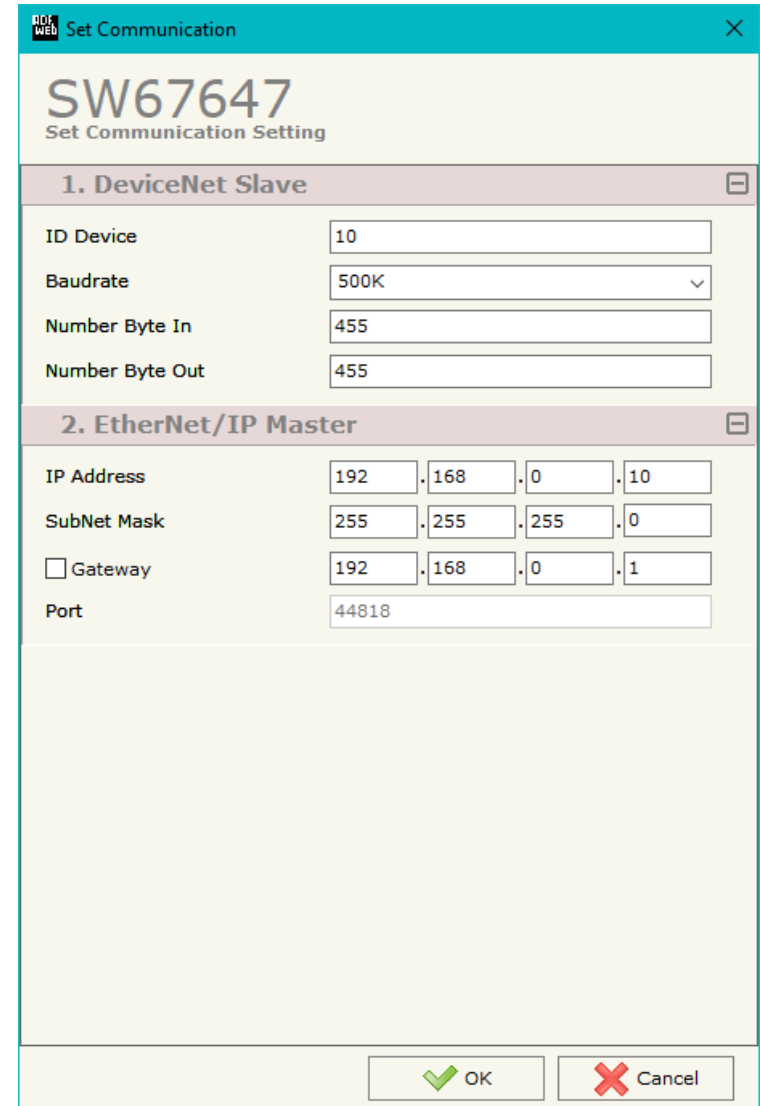 ADF WEB Set Communication
SW67647
Set Communication Setting
1. DeviceNet Slave
ID Device 10
Baudrate 500K
Number Byte In 455
Number Byte Out 455
2. EtherNet/IP Master
IP Address 192 . 168 . 0 . 10
SubNet Mask 255 . 255 . 255 . 0
Gateway 192 . 168 . 0 . 1
Port 44818
OK Cancel